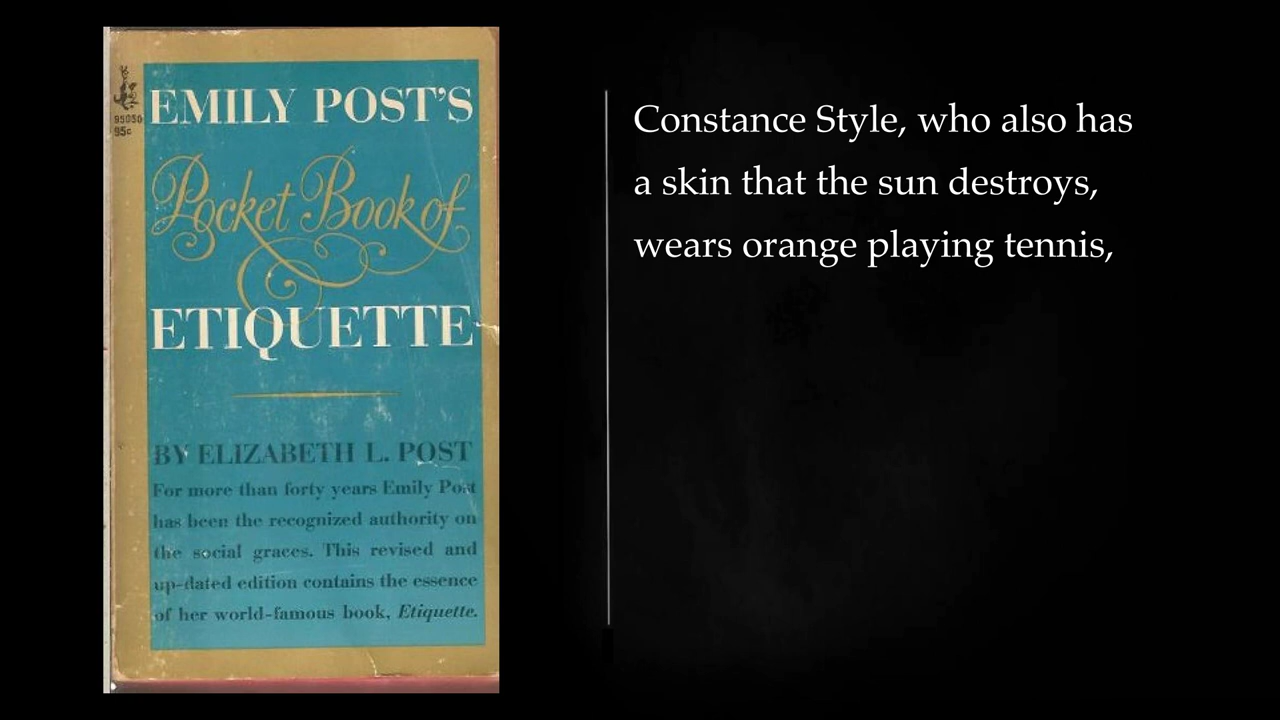 95050
95c
EMILY POST'S
Pocket Book of
ETIQUETTE
BY ELIZABETH L. POST
For more than forty years Emily Post
has been the recognized authority on
the social graces. This revised and
up-dated edition contains the essence
of her world-famous book, Etiquette.
Constance Style, who also has
a skin that the sun destroys,
wears orange playing tennis,